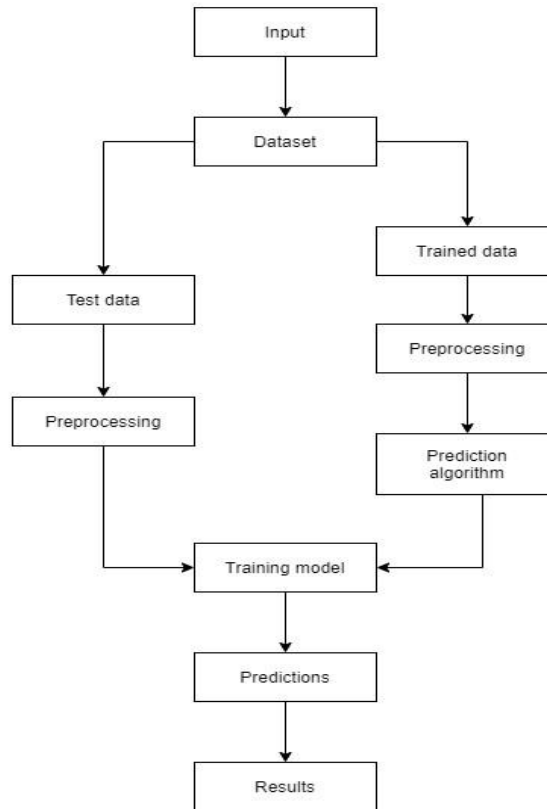 Input
Dataset
Trained data
Test data
Preprocessing
Preprocessing
Prediction
algorithm
Training model
Predictions
Results